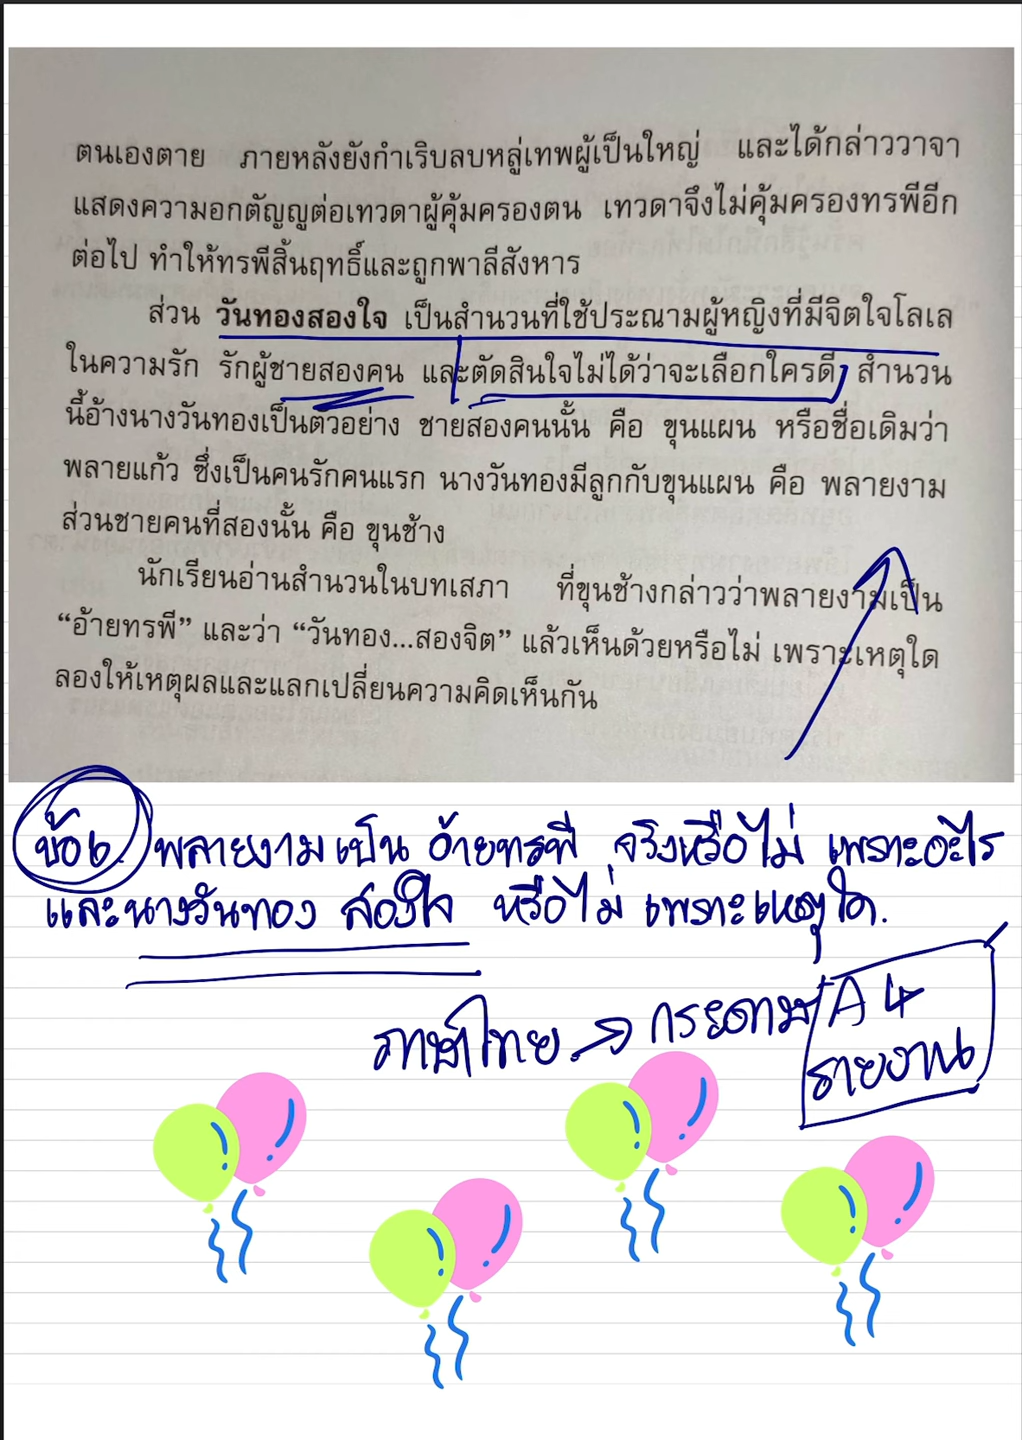 ตนเองตาย ภายหลังยังกำเริบลบหลู่เทพผู้เป็นใหญ่ และได้กล่าววาจา
แสดงความอกตัญญูต่อเทวดาผู้คุ้มครองตน เทวดาจึงไม่คุ้มครองทรพีอีก
ต่อไป ทำให้ทรพีสิ้นฤทธิ์และถูกพาลีสังหาร
ส่วน วันทองสองใจ เป็นสำนวนที่ใช้ประณามผู้หญิงที่มีจิตใจโลเล
ในความรัก รักผู้ชายสองคน และตัดสินใจไม่ได้ว่าจะเลือกใครดี สำนวน
นี้อ้างนางวันทองเป็นตัวอย่าง ชายสองคนนั้น คือ ขุนแผน หรือชื่อเดิมว่า
พลายแก้ว ซึ่งเป็นคนรักคนแรก นางวันทองมีลูกกับขุนแผน คือ พลายงาม
ส่วนชายคนที่สองนั้น คือ ขุนช้าง
นักเรียนอ่านสำนวนในบทเสภา ที่ขุนช้างกล่าวว่าพลายงามเป็น
“อ้ายทรพี” และว่า “วันทอง...สองจิต” แล้วเห็นด้วยหรือไม่ เพราะเหตุใด
ลองให้เหตุผลและแลกเปลี่ยนความคิดเห็นกัน
ข้อ ๖. พลายงามเป็น อ้ายทรพี จริงหรือไม่ เพราะอะไร
และนางวันทอง สองใจ หรือไม่ เพราะเหตุใด.
ภาษาไทย → กระดาษ A4
รายงาน